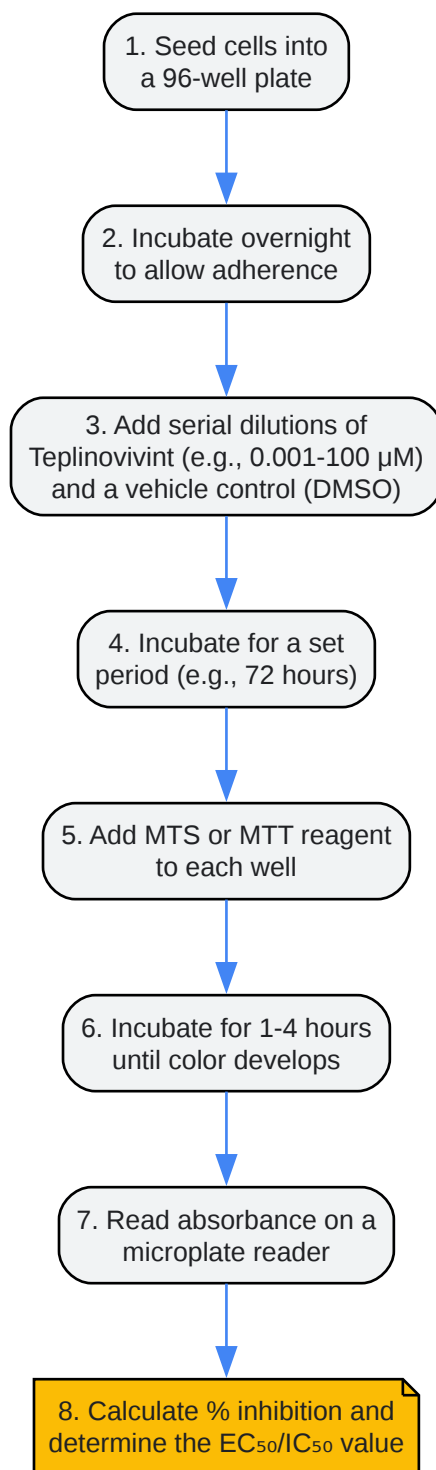 1. Seed cells into
a 96-well plate
2. Incubate overnight
to allow adherence
3. Add serial dilutions of
Teplinovivint (e.g., 0.001-100 μM)
and a vehicle control (DMSO)
4. Incubate for a set
period (e.g., 72 hours)
5. Add MTS or MTT reagent
to each well
6. Incubate for 1-4 hours
until color develops
7. Read absorbance on a
microplate reader
8. Calculate % inhibition and
determine the EC₅₀/IC₅₀ value